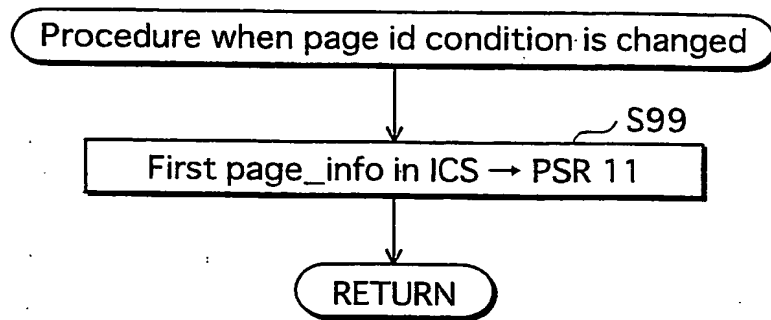 Procedure when page id condition is changed
S99
First page_info in ICS → PSR 11
RETURN